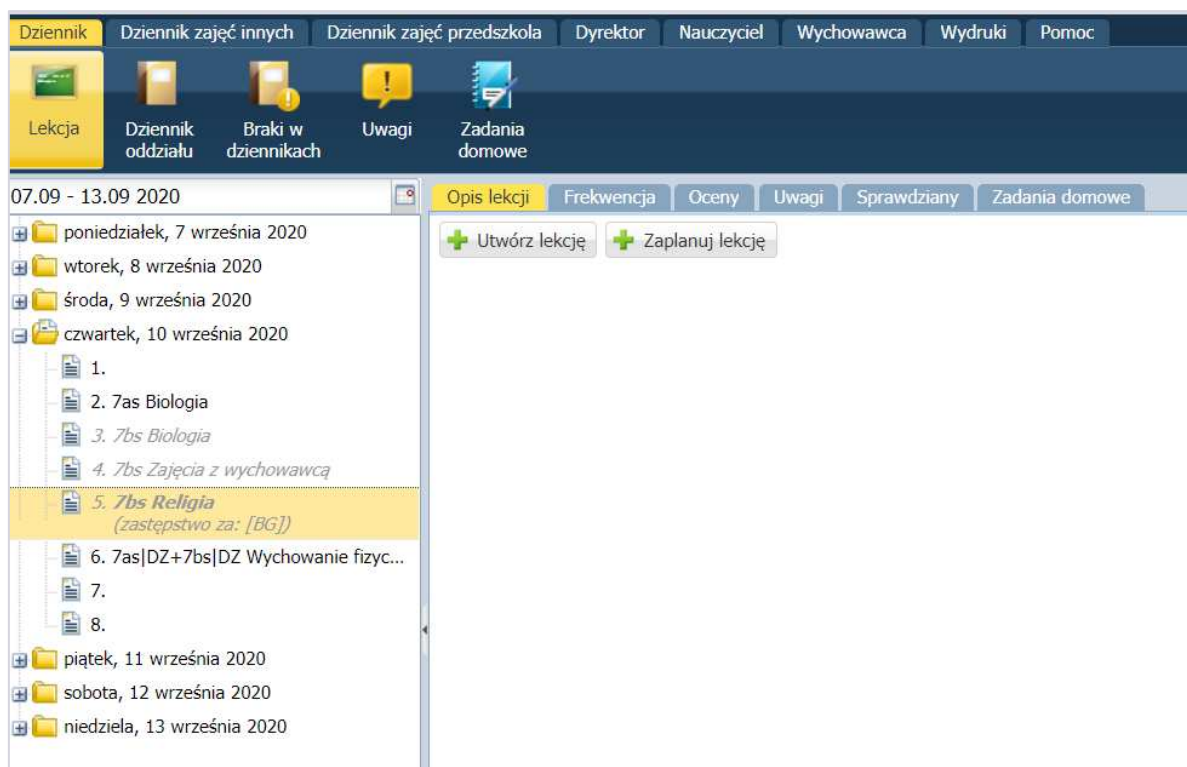 Dziennik Dziennik zajęć innych Dziennik zajęć przedszkola Dyrektor Nauczyciel Wychowawca Wydruki Pomoc
Lekcja Dziennik oddziału Braki w dziennikach Uwagi Zadania domowe
07.09 - 13.09 2020
poniedziałek, 7 września 2020
wtorek, 8 września 2020
środa, 9 września 2020
czwartek, 10 września 2020
1.
2. 7as Biologia
3. 7bs Biologia
4. 7bs Zajęcia z wychowawcą
5. 7bs Religia
(zastępstwo za: [BG])
6. 7as|DZ+7bs|DZ Wychowanie fizyc...
7.
8.
piątek, 11 września 2020
sobota, 12 września 2020
niedziela, 13 września 2020
Opis lekcji Frekwencja Oceny Uwagi Sprawdziany Zadania domowe
Utwórz lekcję Zaplanuj lekcję